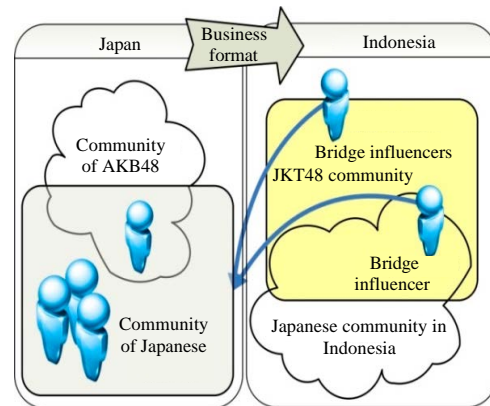 Japan
Business
format
Indonesia
Community
of AKB48
Bridge influencers
JKT48 community
Bridge
influencer
Community
of Japanese
Japanese community in
Indonesia